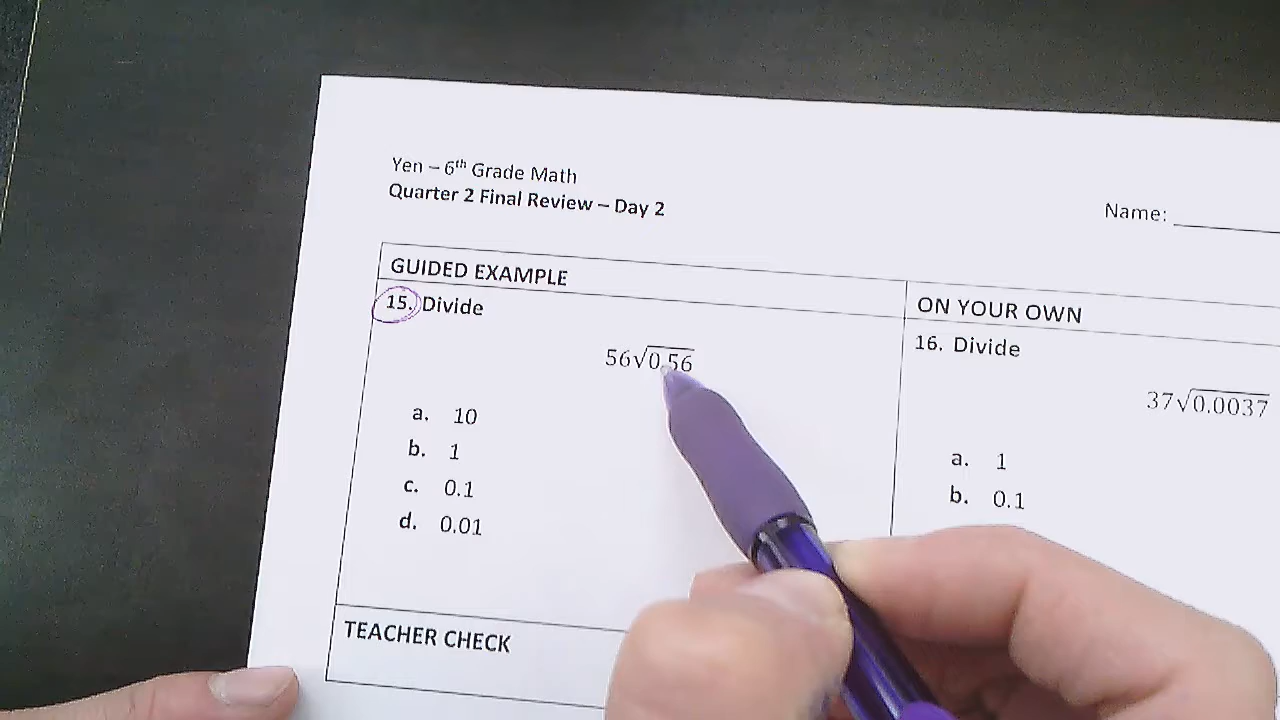 Yen – 6th Grade Math
Quarter 2 Final Review – Day 2
Name:
GUIDED EXAMPLE
15. Divide
56√0.56
a. 10
b. 1
c. 0.1
d. 0.01
TEACHER CHECK
ON YOUR OWN
16. Divide
37√0.0037
a. 1
b. 0.1